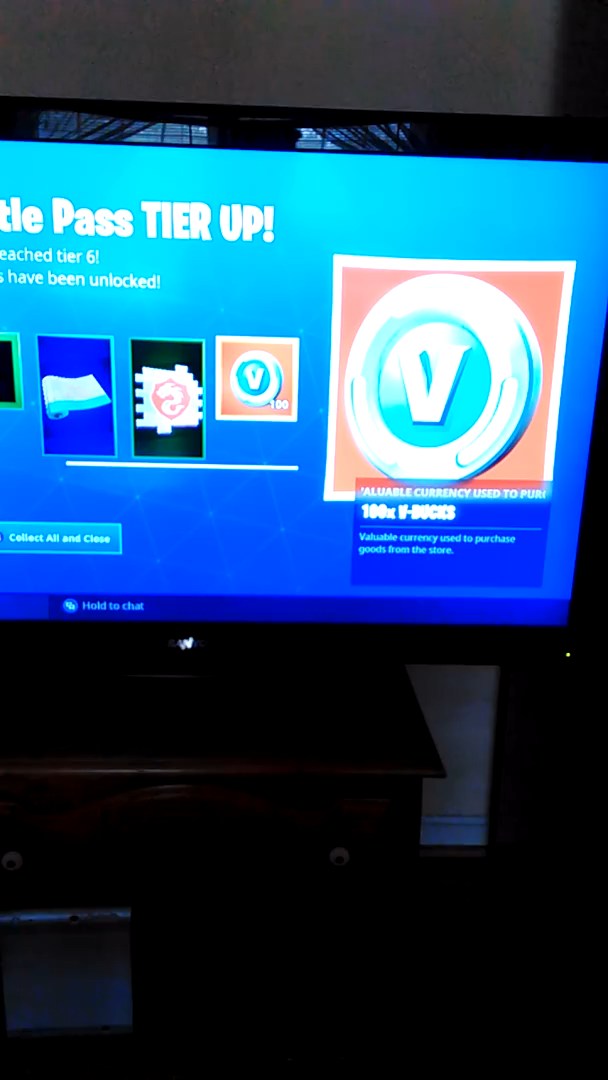 tle Pass TIER UP!
eached tier 6!
s have been unlocked!
V
100
V
'ALUABLE CURRENCY USED TO PUR
100x V-BUCKS
Valuable currency used to purchase
goods from the store.
Collect All and Close
Hold to chat
SANYO